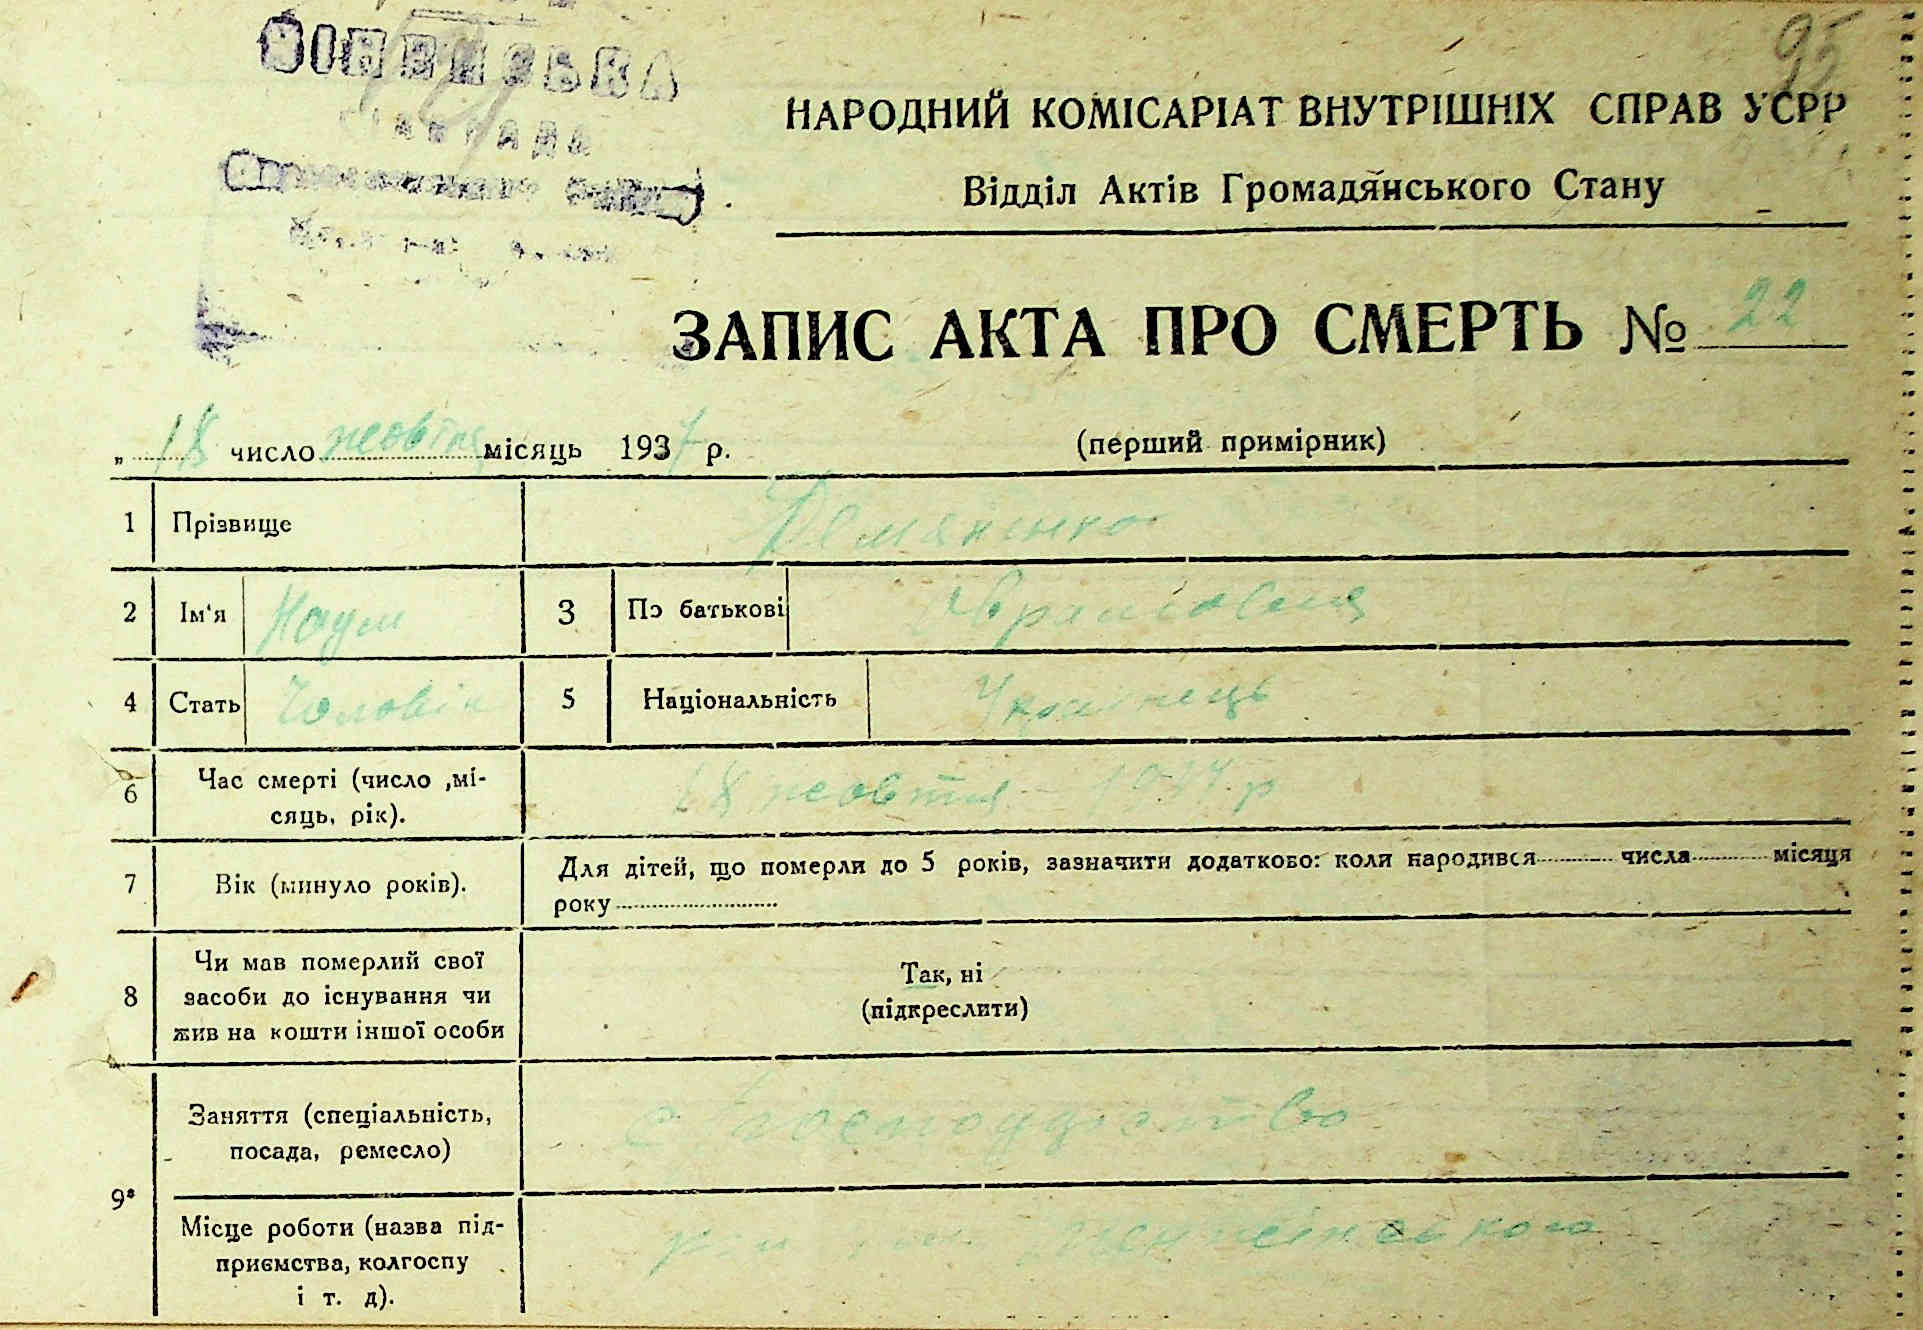 95
НАРОДНИЙ КОМІСАРІАТ ВНУТРІШНІХ СПРАВ УСРР
Відділ Актів Громадянського Стану
ЗАПИС АКТА ПРО СМЕРТЬ № 22
„ 18 число жовтня місяць 1937 р.
(перший примірник)
1 Прізвище
2 Ім'я Наум 3 По батькові
4 Стать Чоловік 5 Національність Українець
6 Час смерті (число ,мі-
сяць, рік).
18 жовтня 1937 р
7 Вік (минуло років).
Для дітей, що померли до 5 років, зазначити додатково: коли народився числа місяця
року
8 Чи мав померлий свої
засоби до існування чи
жив на кошти іншої особи
Так, ні
(підкреслити)
9* Заняття (спеціальність,
посада, ремесло)
Місце роботи (назва під-
приємства, колгоспу
і т. д).